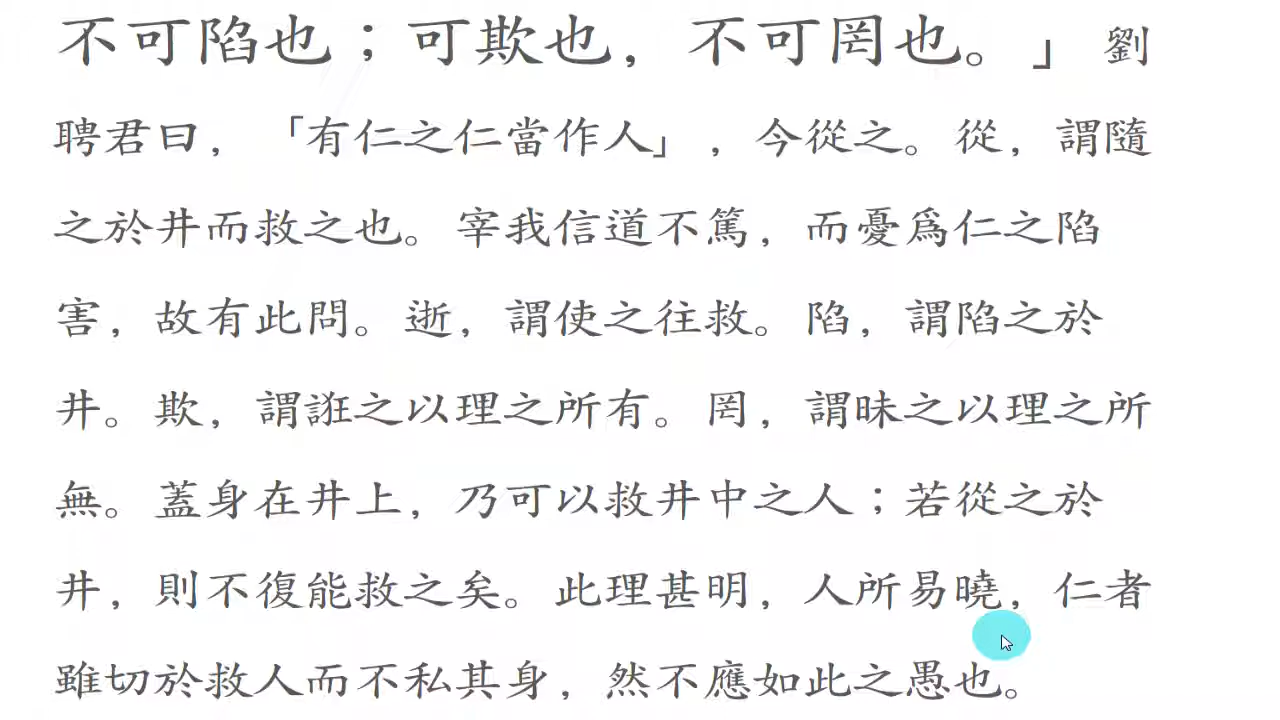 不可陷也；可欺也，不可罔也。」劉
聘君曰，「有仁之仁當作人」，今從之。從，謂隨
之於井而救之也。宰我信道不篤，而憂爲仁之陷
害，故有此問。逝，謂使之往救。陷，謂陷之於
井。欺，謂誑之以理之所有。罔，謂昧之以理之所
無。蓋身在井上，乃可以救井中之人；若從之於
井，則不復能救之矣。此理甚明，人所易曉，仁者
雖切於救人而不私其身，然不應如此之愚也。